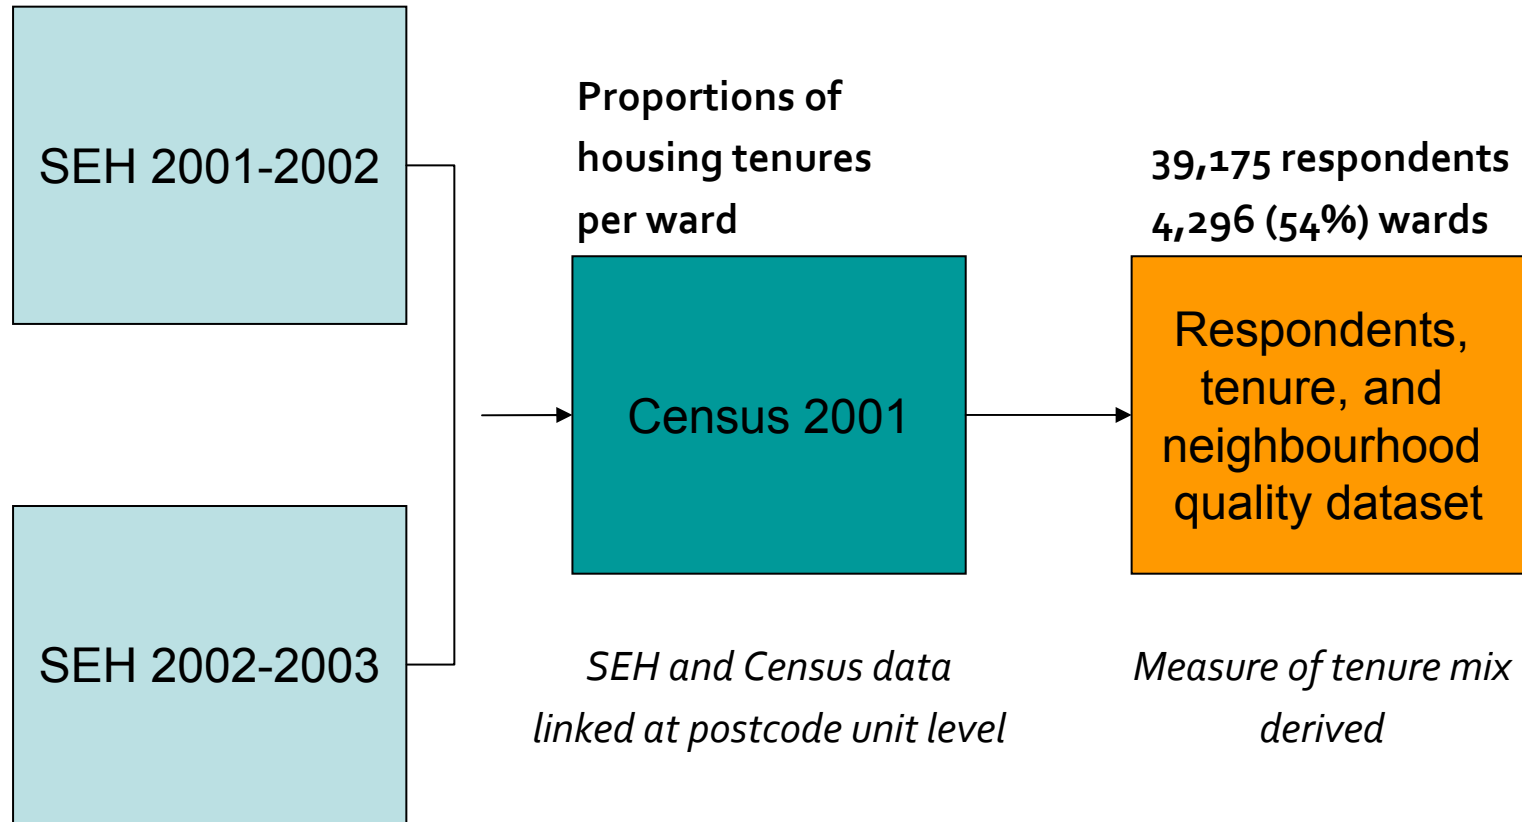 SEH 2001-2002
SEH 2002-2003
Proportions of
housing tenures
per ward
Census 2001
SEH and Census data
linked at postcode unit level
39,175 respondents
4,296 (54%) wards
Respondents,
tenure, and
neighbourhood
quality dataset
Measure of tenure mix
derived